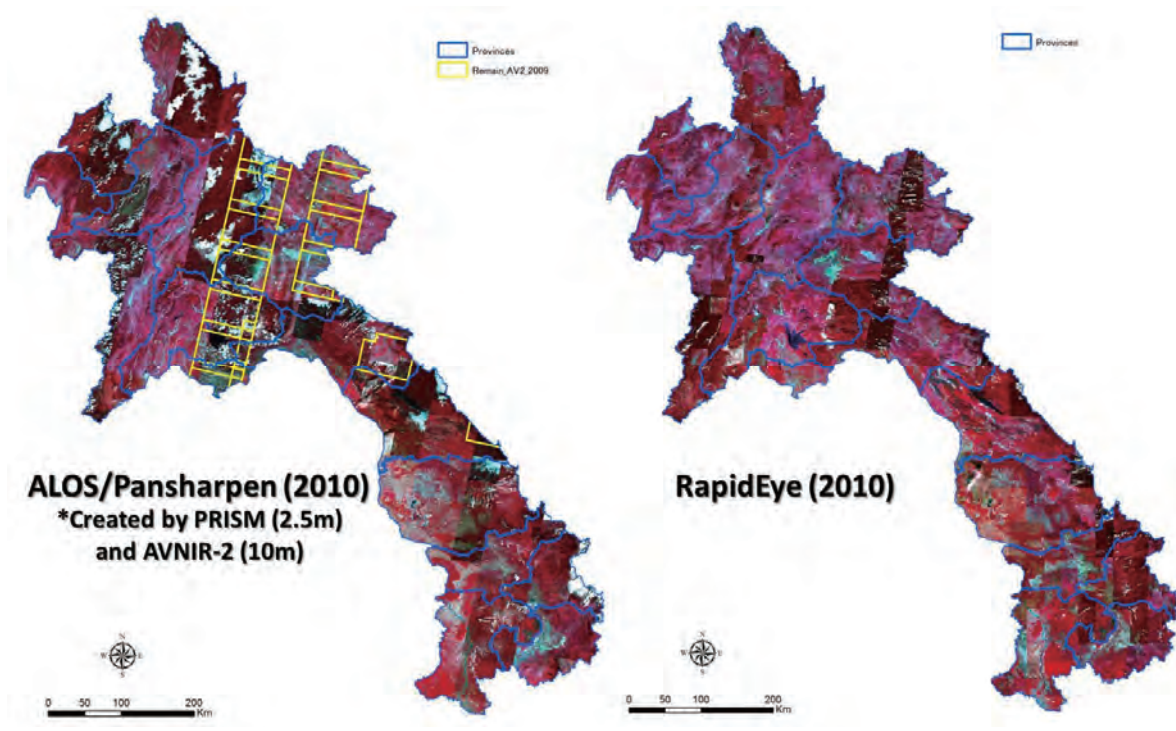 Provinces
Remain_AV2_2009
ALOS/Pansharpen (2010)
*Created by PRISM (2.5m)
and AVNIR-2 (10m)
N
W E
S
0 50 100 200
Km
Provinces
RapidEye (2010)
N
W E
S
0 50 100 200
Km